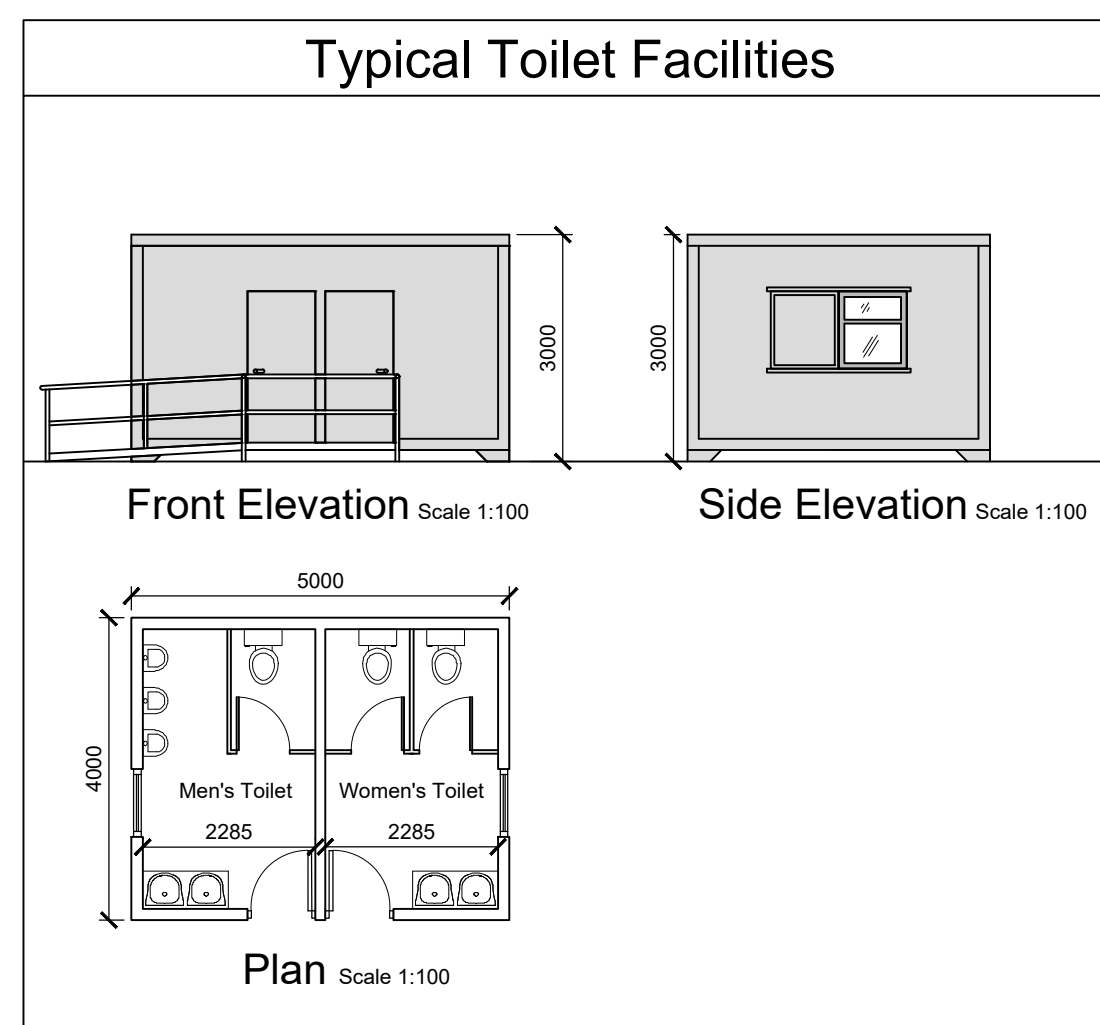 Typical Toilet Facilities
3000
3000
Front Elevation Scale 1:100
Side Elevation Scale 1:100
5000
4000
Men's Toilet
Women's Toilet
2285
2285
Plan Scale 1:100